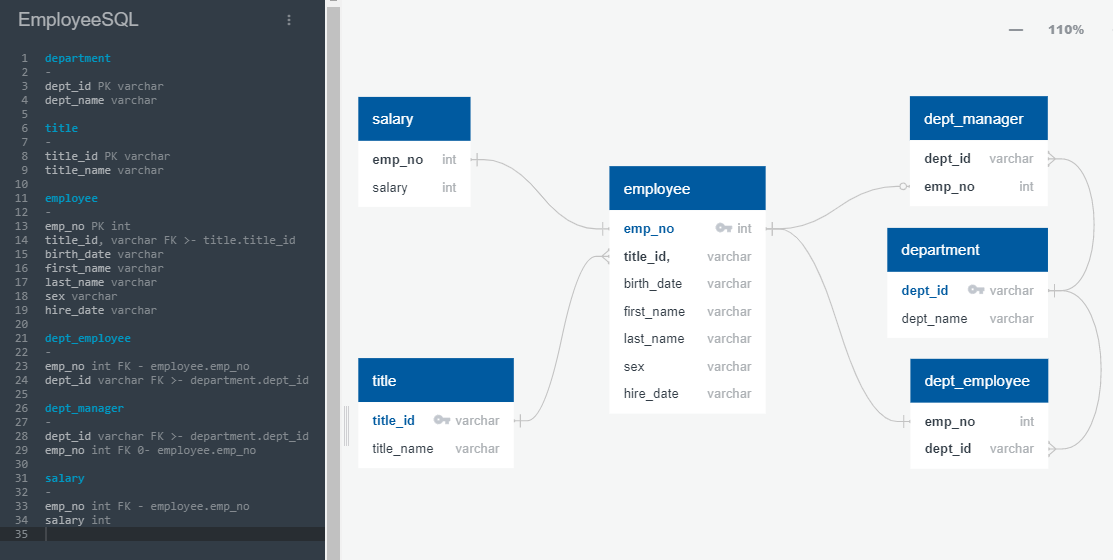 EmployeeSQL
1 department
2 -
3 dept_id PK varchar
4 dept_name varchar
5
6 title
7 -
8 title_id PK varchar
9 title_name varchar
10
11 employee
12 -
13 emp_no PK int
14 title_id, varchar FK >- title.title_id
15 birth_date varchar
16 first_name varchar
17 last_name varchar
18 sex varchar
19 hire_date varchar
20
21 dept_employee
22 -
23 emp_no int FK - employee.emp_no
24 dept_id varchar FK >- department.dept_id
25
26 dept_manager
27 -
28 dept_id varchar FK >- department.dept_id
29 emp_no int FK 0- employee.emp_no
30
31 salary
32 -
33 emp_no int FK - employee.emp_no
34 salary int
35
110%
salary
emp_no int
salary int
title
title_id varchar
title_name varchar
employee
emp_no int
title_id, varchar
birth_date varchar
first_name varchar
last_name varchar
sex varchar
hire_date varchar
dept_manager
dept_id varchar
emp_no int
department
dept_id varchar
dept_name varchar
dept_employee
emp_no int
dept_id varchar